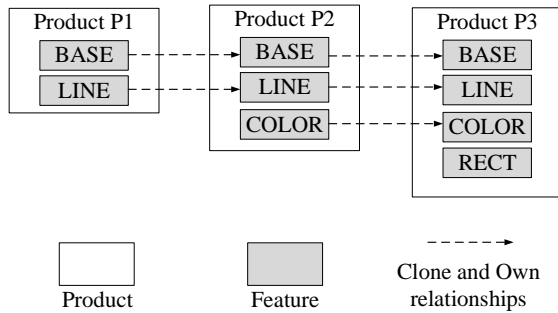 Product P1
BASE
LINE
Product P2
BASE
LINE
COLOR
Product P3
BASE
LINE
COLOR
RECT
Product
Feature
Clone and Own
relationships